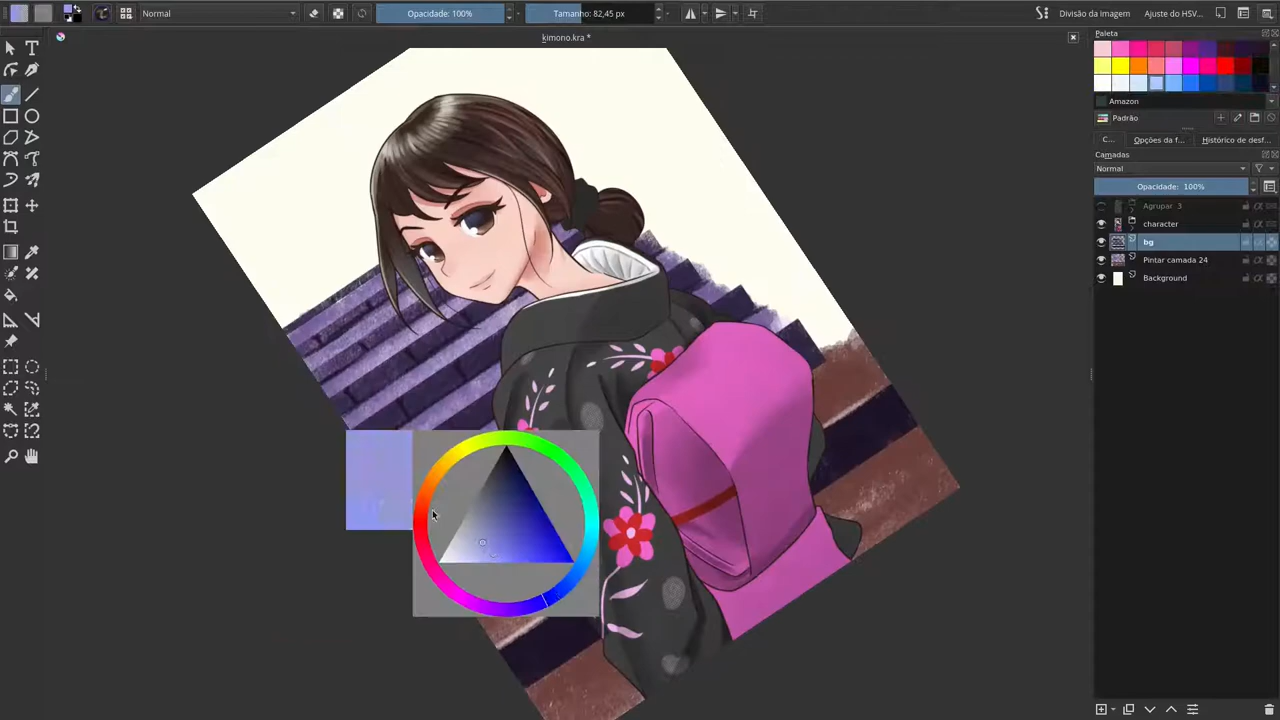 Normal
Opacidade: 100%
Tamanho: 82,45 px
Divisão da imagem
Ajuste do HSV...
kimono.kra *
Paleta
Amazon
Padrão
C...
Opções da f...
Histórico de desf...
Camadas
Normal
Opacidade: 100%
Agrupar 3
character
bg
Pintar camada 24
Background